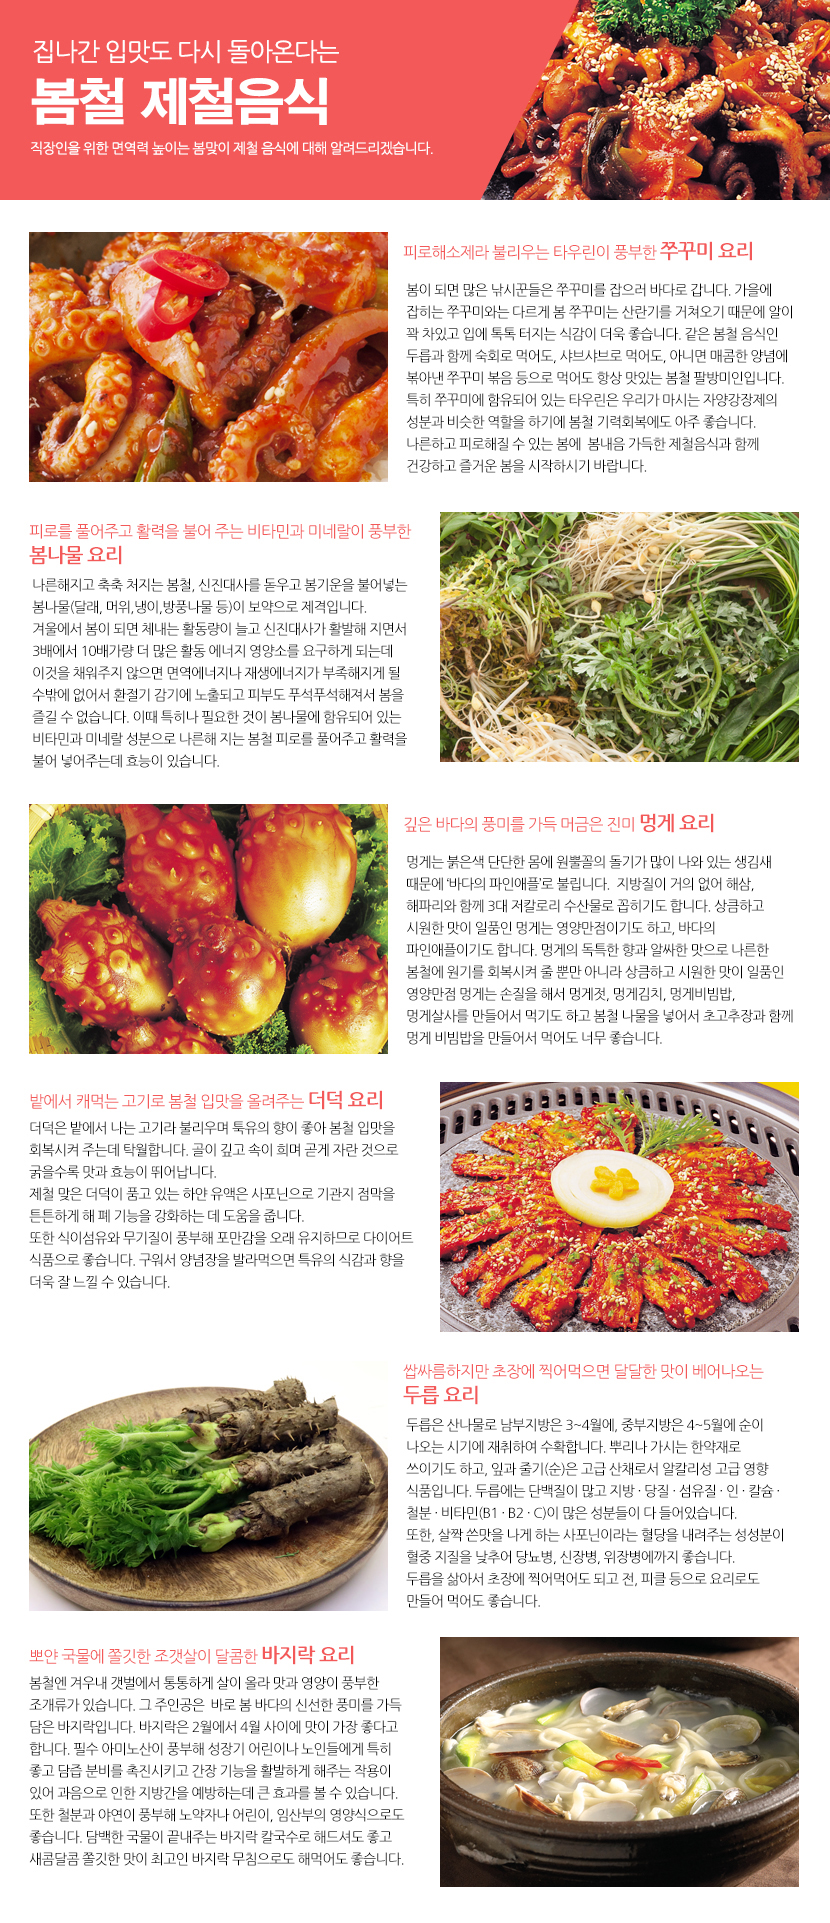 집나간 입맛도 다시 돌아온다는
봄철 제철음식
직장인을 위한 면역력 높이는 봄맞이 제철 음식에 대해 알려드리겠습니다.
피로해소제라 불리우는 타우린이 풍부한 쭈꾸미 요리
봄이 되면 많은 낚시꾼들은 쭈꾸미를 잡으러 바다로 갑니다. 가을에
잡히는 쭈꾸미와는 다르게 봄 쭈꾸미는 산란기를 거쳐오기 때문에 알이
꽉 차있고 입에 톡톡 터지는 식감이 더욱 좋습니다. 같은 봄철 음식인
두릅과 함께 숙회로 먹어도, 샤브샤브로 먹어도, 아니면 매콤한 양념에
볶아낸 쭈꾸미 볶음 등으로 먹어도 항상 맛있는 봄철 팔방미인입니다.
특히 쭈꾸미에 함유되어 있는 타우린은 우리가 마시는 자양강장제의
성분과 비슷한 역할을 하기에 봄철 기력회복에도 아주 좋습니다.
나른하고 피로해질 수 있는 봄에 봄내음 가득한 제철음식과 함께
건강하고 즐거운 봄을 시작하시기 바랍니다.
피로를 풀어주고 활력을 불어 주는 비타민과 미네랄이 풍부한
봄나물 요리
나른해지고 축축 처지는 봄철, 신진대사를 돋우고 봄기운을 불어넣는
봄나물(달래, 머위,냉이,방풍나물 등)이 보약으로 제격입니다.
겨울에서 봄이 되면 체내는 활동량이 늘고 신진대사가 활발해 지면서
3배에서 10배가량 더 많은 활동 에너지 영양소를 요구하게 되는데
이것을 채워주지 않으면 면역에너지나 재생에너지가 부족해지게 될
수밖에 없어서 환절기 감기에 노출되고 피부도 푸석푸석해져서 봄을
즐길 수 없습니다. 이때 특히나 필요한 것이 봄나물에 함유되어 있는
비타민과 미네랄 성분으로 나른해 지는 봄철 피로를 풀어주고 활력을
불어 넣어주는데 효능이 있습니다.
깊은 바다의 풍미를 가득 머금은 진미 멍게 요리
멍게는 붉은색 단단한 몸에 원뿔꼴의 돌기가 많이 나와 있는 생김새
때문에 '바다의 파인애플'로 불립니다. 지방질이 거의 없어 해삼,
해파리와 함께 3대 저칼로리 수산물로 꼽히기도 합니다. 상큼하고
시원한 맛이 일품인 멍게는 영양만점이기도 하고, 바다의
파인애플이기도 합니다. 멍게의 독특한 향과 알싸한 맛으로 나른한
봄철에 원기를 회복시켜 줄 뿐만 아니라 상큼하고 시원한 맛이 일품인
영양만점 멍게는 손질을 해서 멍게젓, 멍게김치, 멍게비빔밥,
멍게살사를 만들어서 먹기도 하고 봄철 나물을 넣어서 초고추장과 함께
멍게 비빔밥을 만들어서 먹어도 너무 좋습니다.
밭에서 캐먹는 고기로 봄철 입맛을 올려주는 더덕 요리
더덕은 밭에서 나는 고기라 불리우며 특유의 향이 좋아 봄철 입맛을
회복시켜 주는데 탁월합니다. 골이 깊고 속이 희며 곧게 자란 것으로
굵을수록 맛과 효능이 뛰어납니다.
제철 맞은 더덕이 품고 있는 하얀 유액은 사포닌으로 기관지 점막을
튼튼하게 해 폐 기능을 강화하는 데 도움을 줍니다.
또한 식이섬유와 무기질이 풍부해 포만감을 오래 유지하므로 다이어트
식품으로 좋습니다. 구워서 양념장을 발라먹으면 특유의 식감과 향을
더욱 잘 느낄 수 있습니다.
쌉싸름하지만 초장에 찍어먹으면 달달한 맛이 베어나오는
두릅 요리
두릅은 산나물로 남부지방은 3~4월에, 중부지방은 4~5월에 순이
나오는 시기에 재취하여 수확합니다. 뿌리나 가시는 한약재로
쓰이기도 하고, 잎과 줄기(순)은 고급 산채로서 알칼리성 고급 영향
식품입니다. 두릅에는 단백질이 많고 지방 · 당질 · 섬유질 · 인 · 칼슘 ·
철분 · 비타민(B1 · B2 · C)이 많은 성분들이 다 들어있습니다.
또한, 살짝 쓴맛을 나게 하는 사포닌이라는 혈당을 내려주는 성성분이
혈중 지질을 낮추어 당뇨병, 신장병, 위장병에까지 좋습니다.
두릅을 삶아서 초장에 찍어먹어도 되고 전, 피클 등으로 요리로도
만들어 먹어도 좋습니다.
뽀얀 국물에 쫄깃한 조갯살이 달콤한 바지락 요리
봄철엔 겨우내 갯벌에서 통통하게 살이 올라 맛과 영양이 풍부한
조개류가 있습니다. 그 주인공은 바로 봄 바다의 신선한 풍미를 가득
담은 바지락입니다. 바지락은 2월에서 4월 사이에 맛이 가장 좋다고
합니다. 필수 아미노산이 풍부해 성장기 어린이나 노인들에게 특히
좋고 담즙 분비를 촉진시키고 간장 기능을 활발하게 해주는 작용이
있어 과음으로 인한 지방간을 예방하는데 큰 효과를 볼 수 있습니다.
또한 철분과 아연이 풍부해 노약자나 어린이, 임산부의 영양식으로도
좋습니다. 담백한 국물이 끝내주는 바지락 칼국수로 해드셔도 좋고
새콤달콤 쫄깃한 맛이 최고인 바지락 무침으로도 해먹어도 좋습니다.